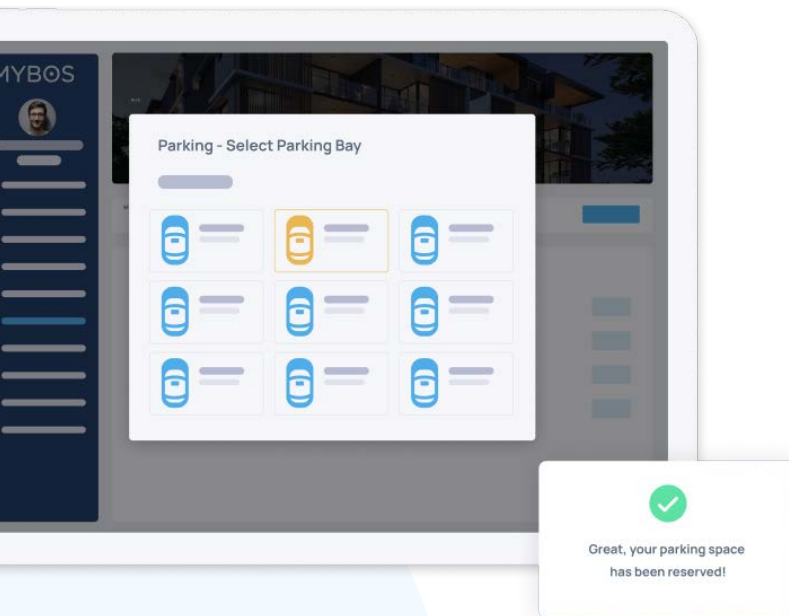 MYBOS
Parking - Select Parking Bay
Great, your parking space
has been reserved!